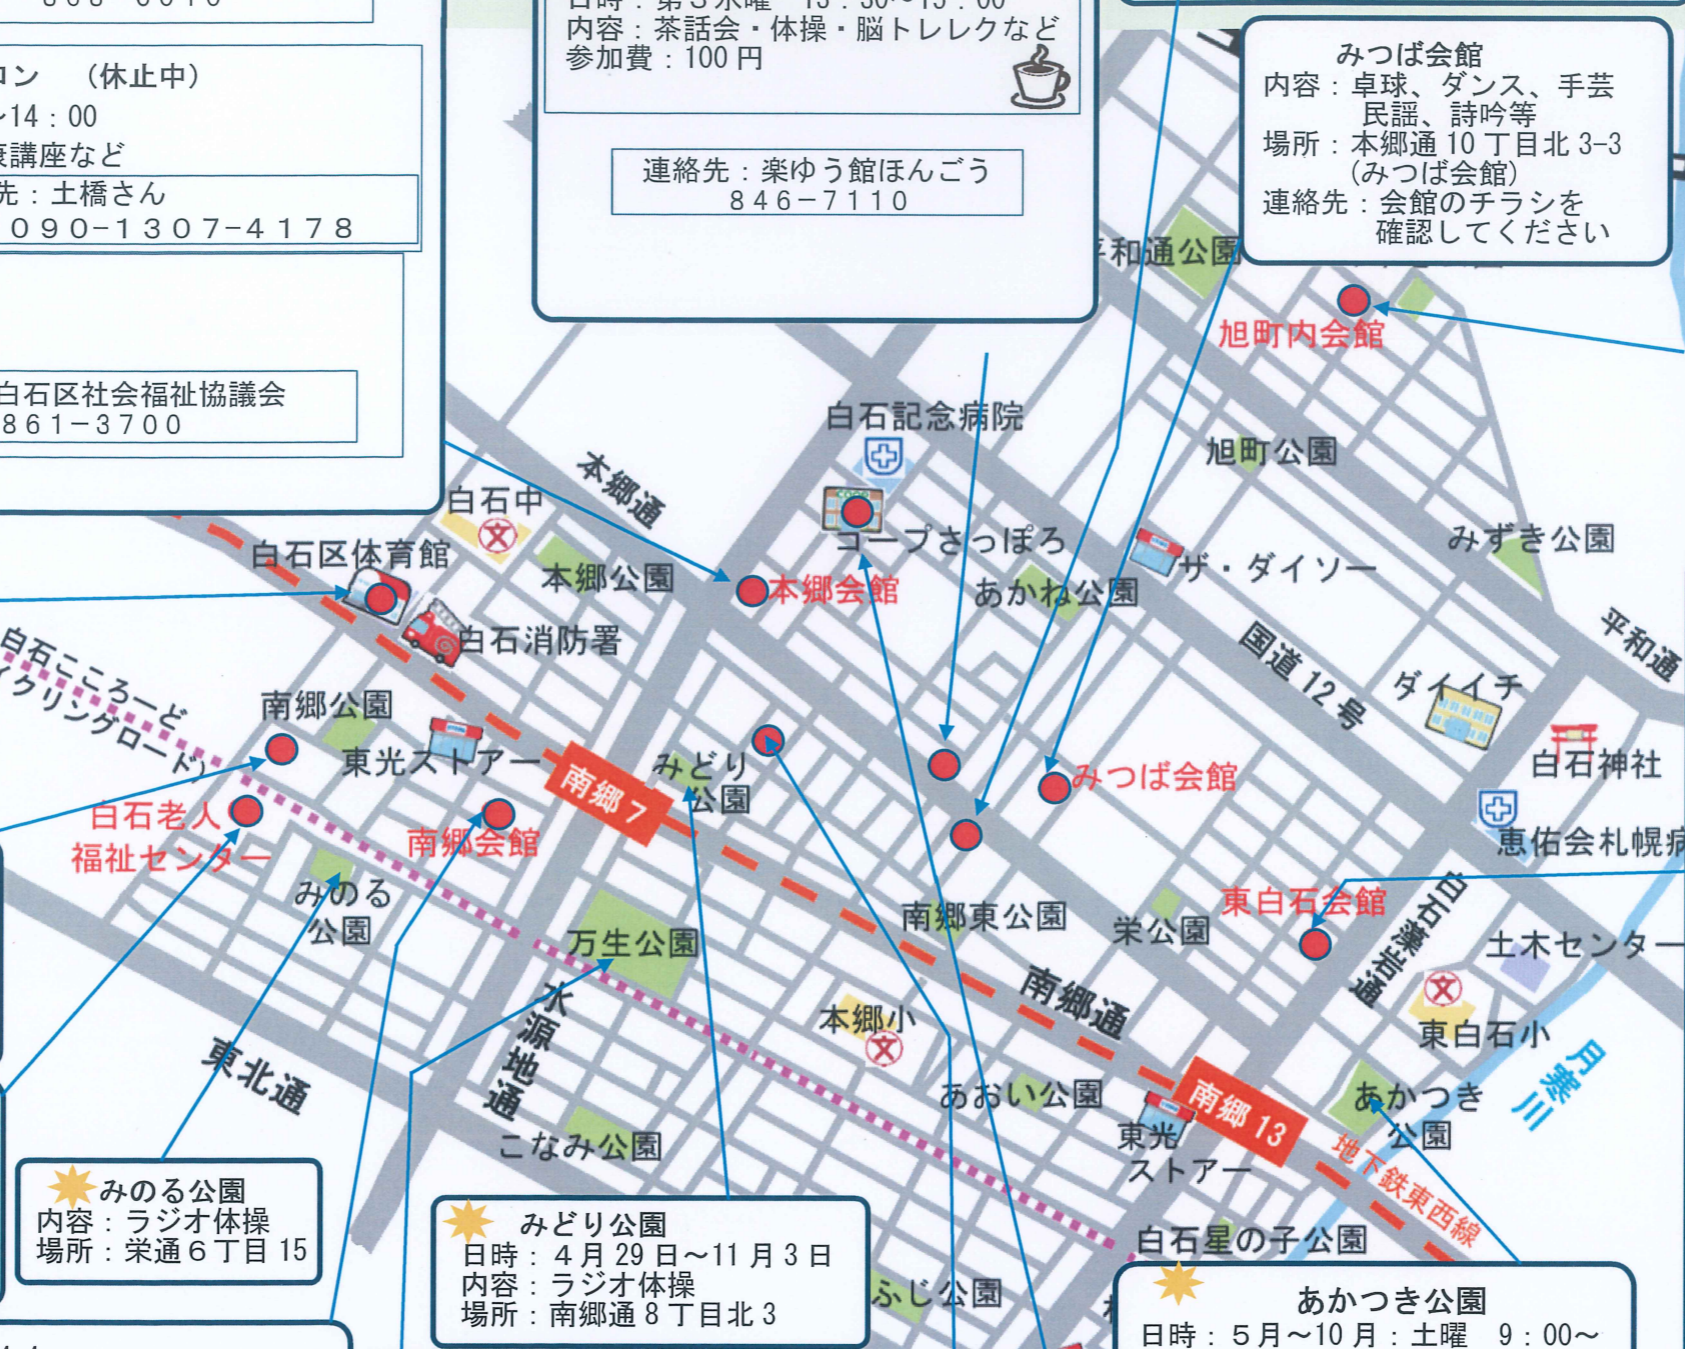 ロン （休止中）
～14：00
康講座など
先：土橋さん
090-1307-4178
白石区社会福祉協議会
861-3700
内容：茶話会・体操・脳トレレクなど
参加費：100円
連絡先：楽ゆう館ほんごう
846-7110
みつば会館
内容：卓球、ダンス、手芸
民謡、詩吟等
場所：本郷通10丁目北3-3
(みつば会館)
連絡先：会館のチラシを
確認してください
平和通公園
旭町内会館
白石記念病院
旭町公園
本郷通
白石中
コープさっぽろ
みずき公園
白石区体育館
本郷公園
本郷会館
あかね公園
ザ・ダイソー
白石消防署
国道12号
平和通
白石こころーど
イクリングロード）
南郷公園
東光ストアー
南郷7
みどり
公園
みつば会館
ダイイチ
白石神社
白石老人
福祉センター
南郷会館
恵佑会札幌病
みのる
公園
万生公園
南郷東公園
栄公園
東白石会館
白石藻岩通
土木センター
水源地通
本郷小
南郷通
東白石小
月寒川
東北通
こなみ公園
あおい公園
東光
ストアー
南郷13
あかつき
公園
地下鉄東西線
白石星の子公園
ふじ公園
みのる公園
内容：ラジオ体操
場所：栄通６丁目15
みどり公園
日時：４月29日～11月3日
内容：ラジオ体操
場所：南郷通8丁目北3
あかつき公園
日時：５月～10月：土曜　9：00～